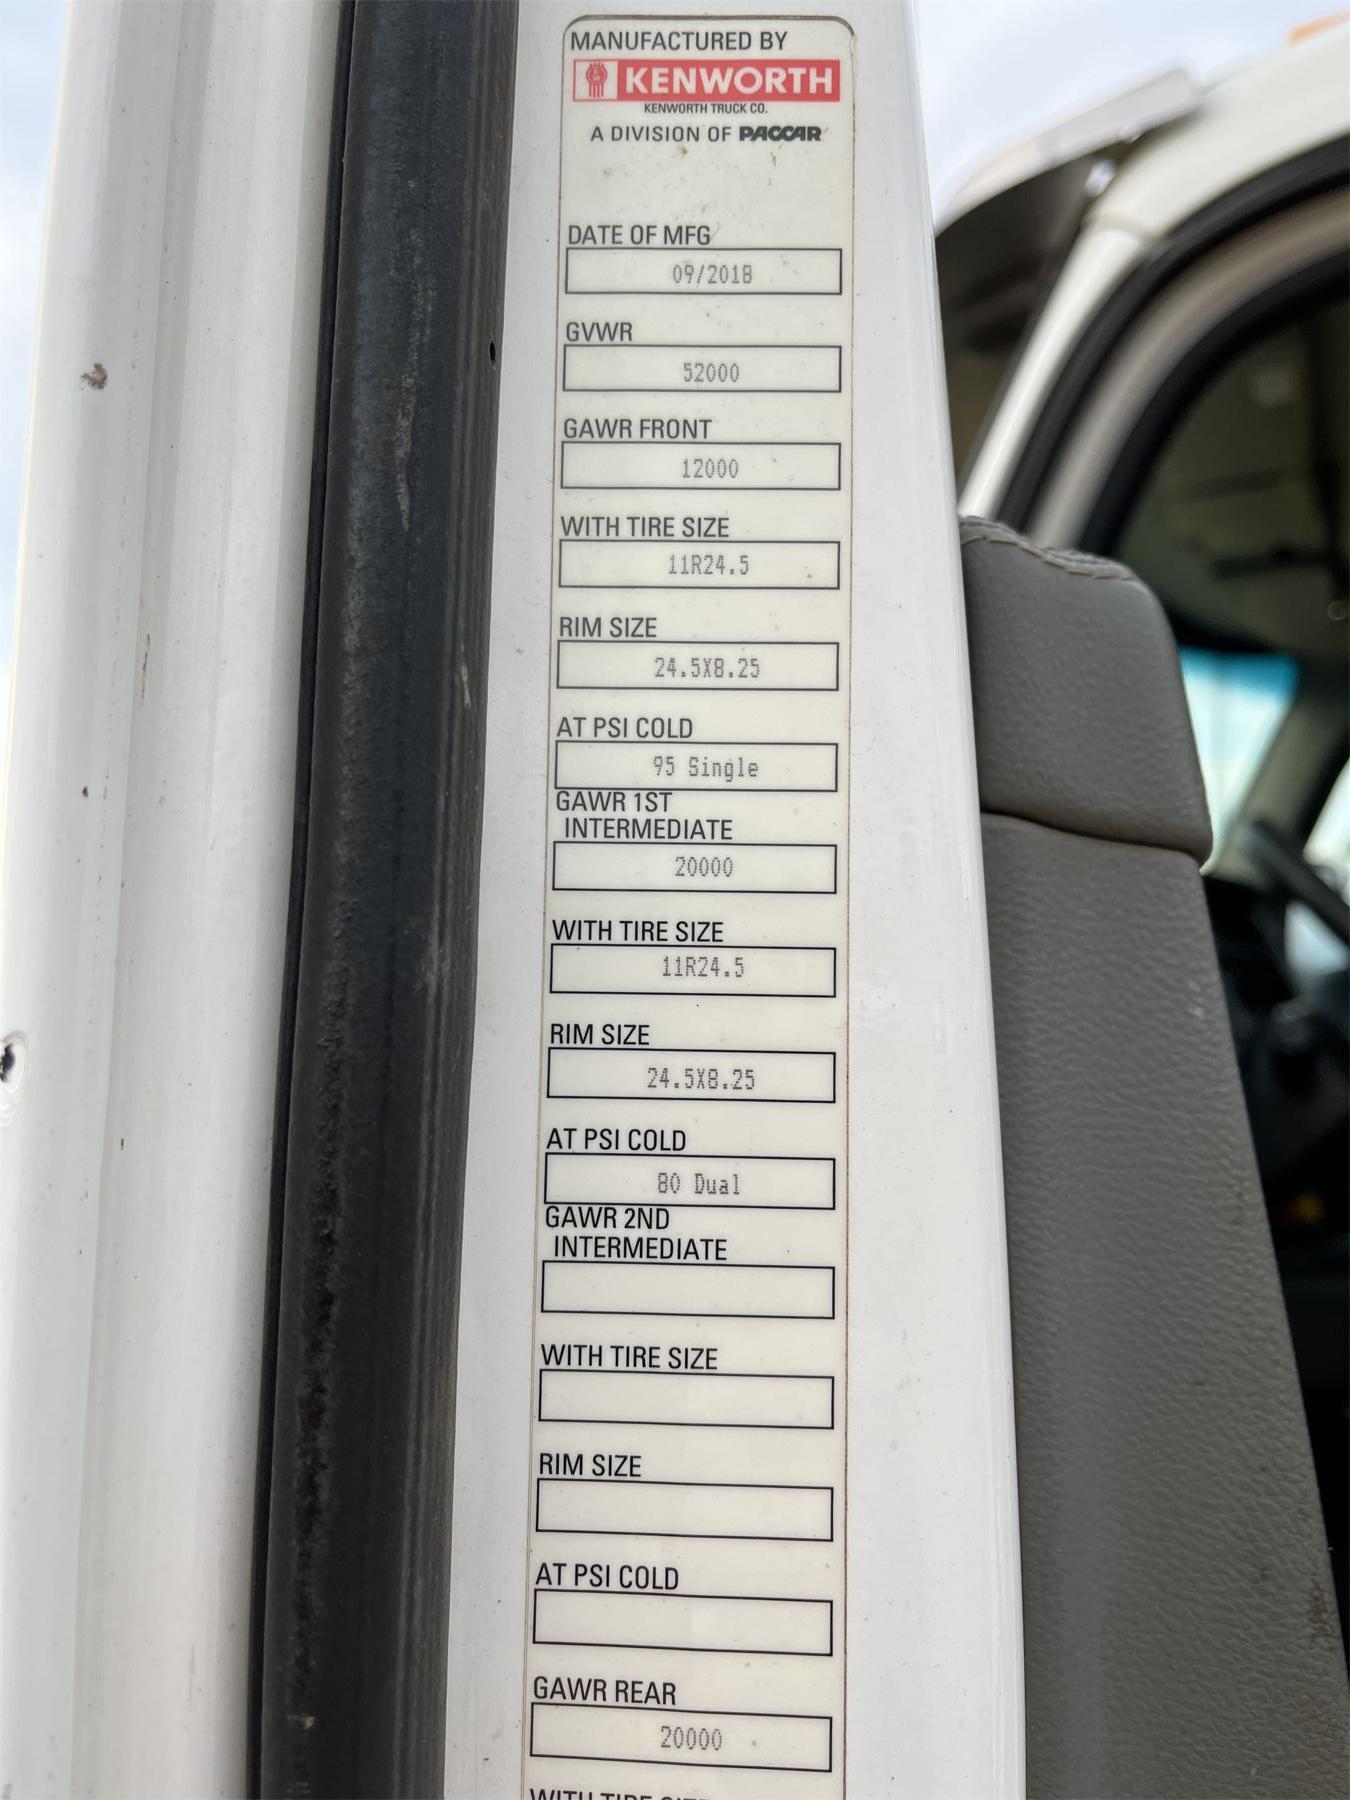 MANUFACTURED BY
KENWORTH
KENWORTH TRUCK CO.
A DIVISION OF PACCAR
DATE OF MFG
09/2018
GVWR
52000
GAWR FRONT
12000
WITH TIRE SIZE
11R24.5
RIM SIZE
24.5X8.25
AT PSI COLD
95 Single
GAWR 1ST
INTERMEDIATE
20000
WITH TIRE SIZE
11R24.5
RIM SIZE
24.5X8.25
AT PSI COLD
80 Dual
GAWR 2ND
INTERMEDIATE
WITH TIRE SIZE
RIM SIZE
AT PSI COLD
GAWR REAR
20000
WITH TIRE SIZE